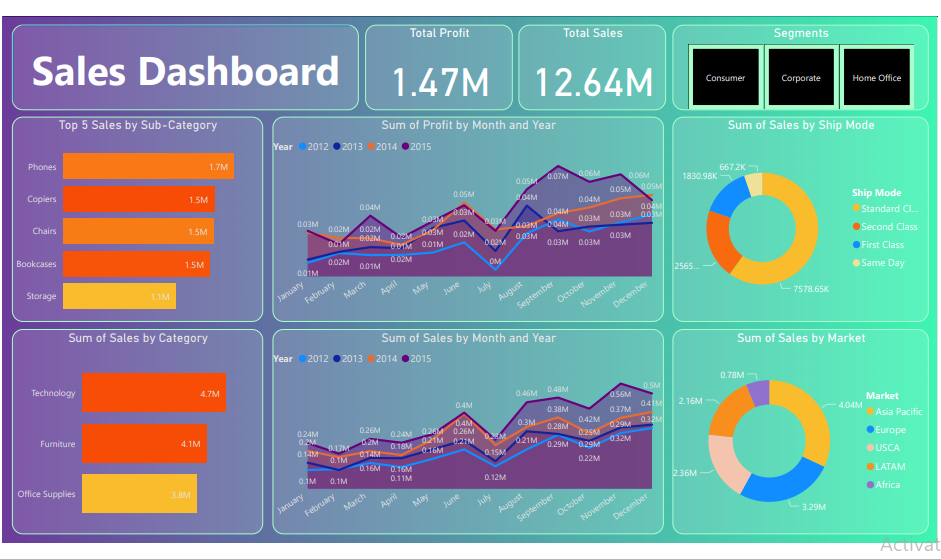 Sales Dashboard
Total Profit
1.47M
Total Sales
12.64M
Segments
Consumer
Corporate
Home Office
Top 5 Sales by Sub-Category
Phones
1.7M
Copiers
1.5M
Chairs
1.5M
Bookcases
1.5M
Storage
1.1M
Sum of Profit by Month and Year
Year 2012 2013 2014 2015
0.03M
0.01M
0.01M
0.02M
0.04M
0.02M
0.02M
0.01M
0.02M
0.01M
0.02M
0.03M
0.03M
0.01M
0.05M
0.03M
0.03M
0.02M
0M
0.05M
0.04M
0.03M
0.03M
0.07M
0.04M
0.03M
0.06M
0.04M
0.03M
0.03M
0.06M
0.05M
0.04M
0.03M
0.06M
0.05M
0.04M
0.03M
January
February
March
April
May
June
July
August
September
October
November
December
Sum of Sales by Ship Mode
667.2K
1830.98K
2565...
7578.65K
Ship Mode
Standard Cl...
Second Class
First Class
Same Day
Sum of Sales by Category
Technology
4.7M
Furniture
4.1M
Office Supplies
3.8M
Sum of Sales by Month and Year
Year 2012 2013 2014 2015
0.24M
0.2M
0.14M
0.1M
0.17M
0.1M
0.1M
0.26M
0.2M
0.14M
0.16M
0.24M
0.18M
0.16M
0.11M
0.26M
0.21M
0.16M
0.16M
0.4M
0.4M
0.26M
0.21M
0.15M
0.12M
0.46M
0.3M
0.21M
0.48M
0.38M
0.28M
0.29M
0.42M
0.42M
0.29M
0.22M
0.56M
0.37M
0.29M
0.32M
0.5M
0.41M
0.32M
January
February
March
April
May
June
July
August
September
October
November
December
Sum of Sales by Market
0.78M
2.16M
4.04M
2.36M
3.29M
Market
Asia Pacific
Europe
USCA
LATAM
Africa
Activat